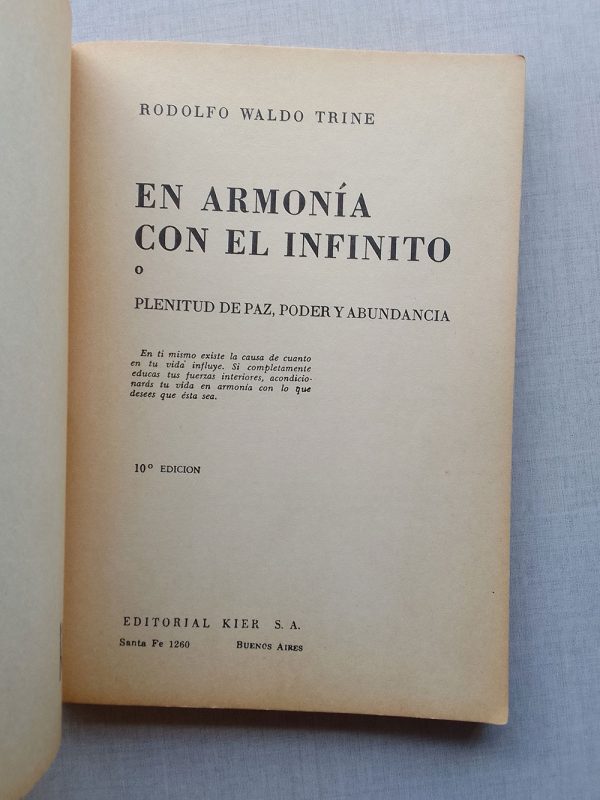 RODOLFO WALDO TRINE
EN ARMONÍA
CON EL INFINITO
o
PLENITUD DE PAZ, PODER Y ABUNDANCIA
En ti mismo existe la causa de cuanto
en tu vida influye. Si completamente
educas tus fuerzas interiores, acondicio-
narás tu vida en armonía con lo que
desees que ésta sea.
10º EDICION
EDITORIAL KIER S. A.
Santa Fe 1260 BUENOS AIRES